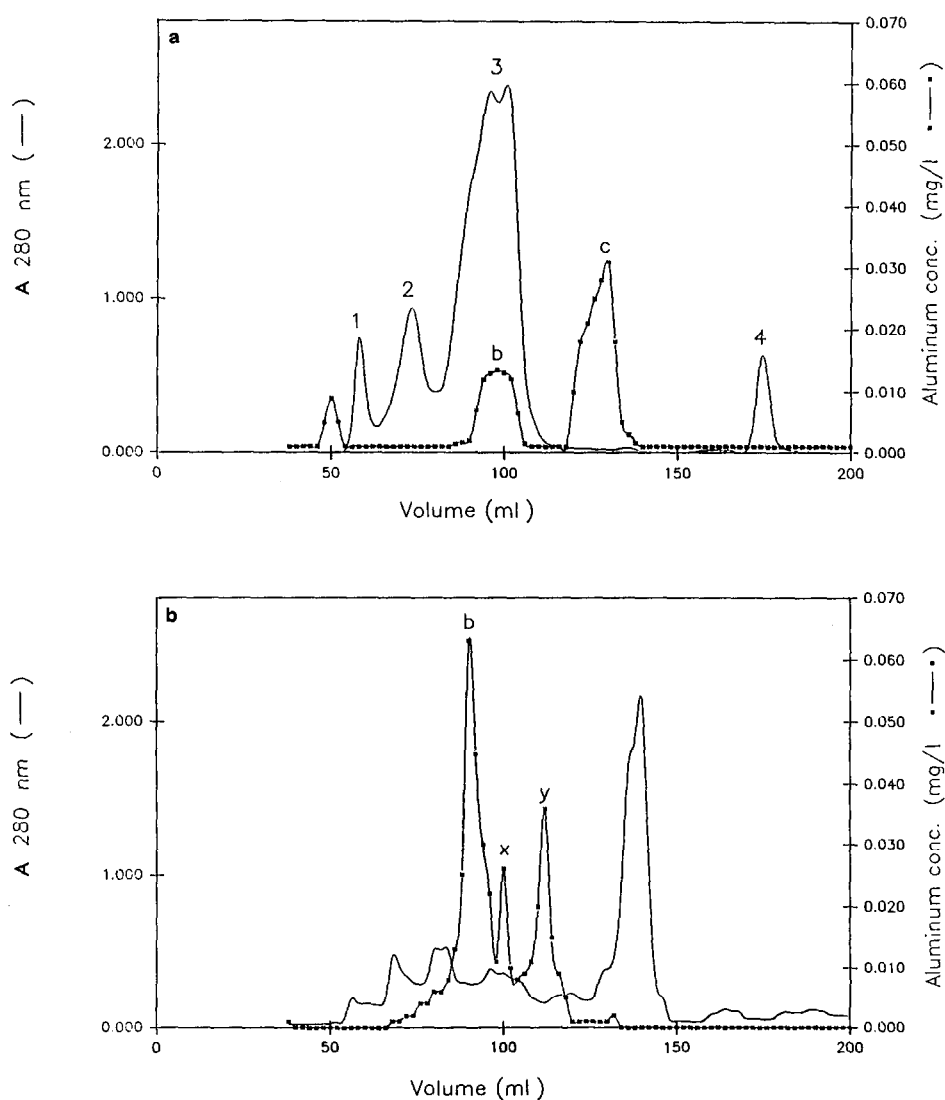 a
0.070
0.060
0.050
0.040
0.030
0.020
0.010
0.000
2.000
1.000
0.000
0
50
100
150
200
1
2
3
4
b
c
A 280 nm ( — )
Aluminum conc. (mg/l ▪—▪ )
Volume (ml)
b
0.070
0.060
0.050
0.040
0.030
0.020
0.010
0.000
2.000
1.000
0.000
0
50
100
150
200
b
x
y
A 280 nm ( — )
Aluminum conc. (mg/l ▪—▪ )
Volume (ml)